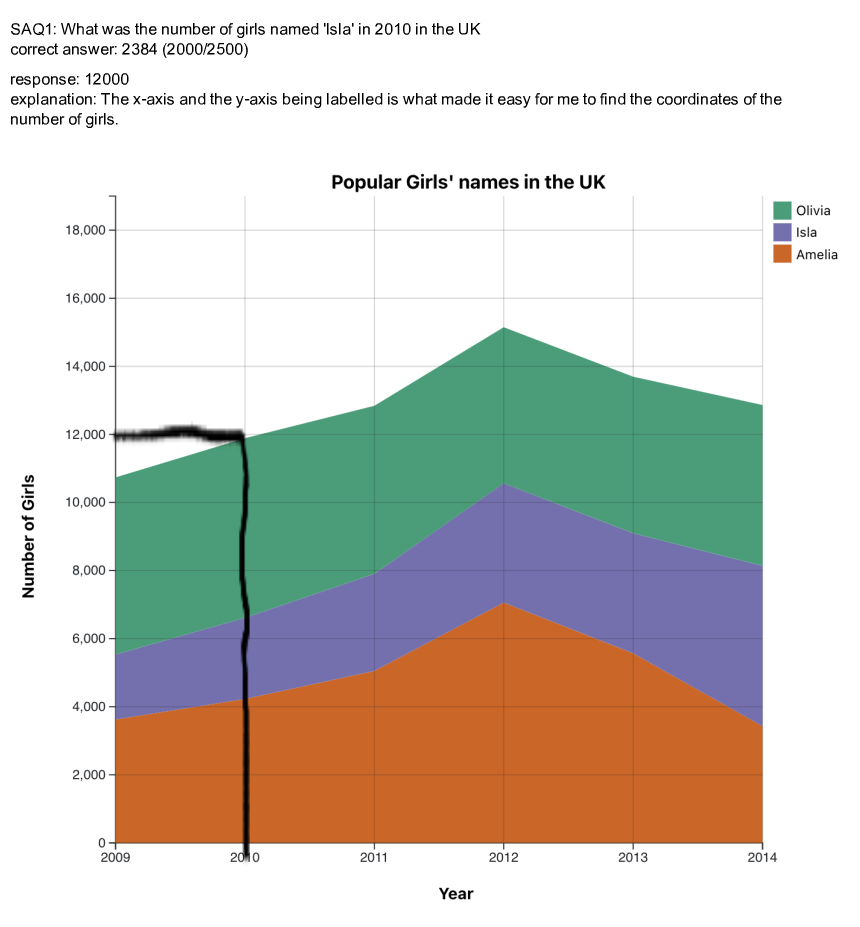 SAQ1: What was the number of girls named 'Isla' in 2010 in the UK
correct answer: 2384 (2000/2500)
response: 12000
explanation: The x-axis and the y-axis being labelled is what made it easy for me to find the coordinates of the
number of girls.
Popular Girls' names in the UK
Olivia
Isla
Amelia
18,000
16,000
14,000
12,000
10,000
8,000
6,000
4,000
2,000
0
Number of Girls
2009 2010 2011 2012 2013 2014
Year